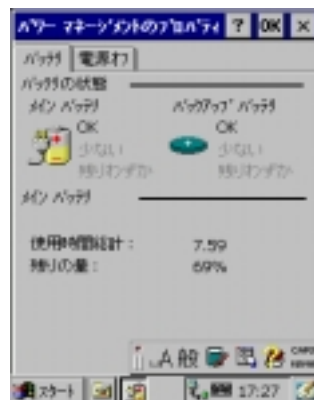 パワー マネージメントのプロパティ ? OK ×
バッテリ 電源オフ
バッテリの状態
メイン バッテリ バックアップ バッテリ
OK OK
少ない 少ない
残りわずか 残りわずか
メイン バッテリ
使用時間総計： 7.59
残りの量： 69%
A 般
スタート 17:27